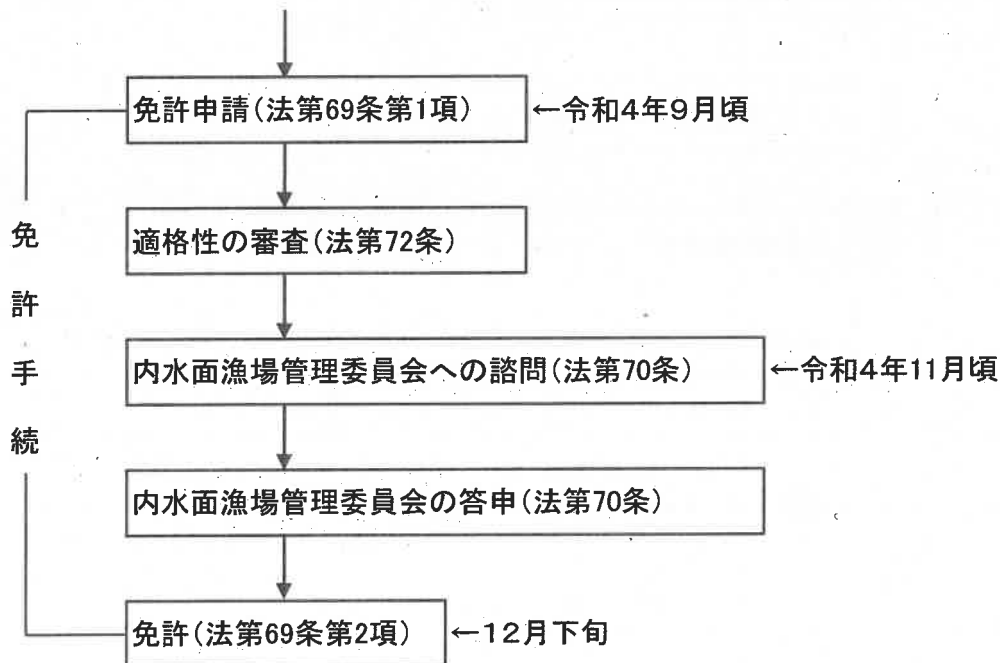 免許申請(法第69条第1項) ←令和4年9月頃
適格性の審査(法第72条)
内水面漁場管理委員会への諮問(法第70条) ←令和4年11月頃
内水面漁場管理委員会の答申(法第70条)
免許(法第69条第2項) ←12月下旬
免許手続